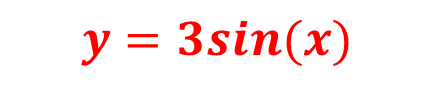 y = 3sin(x)